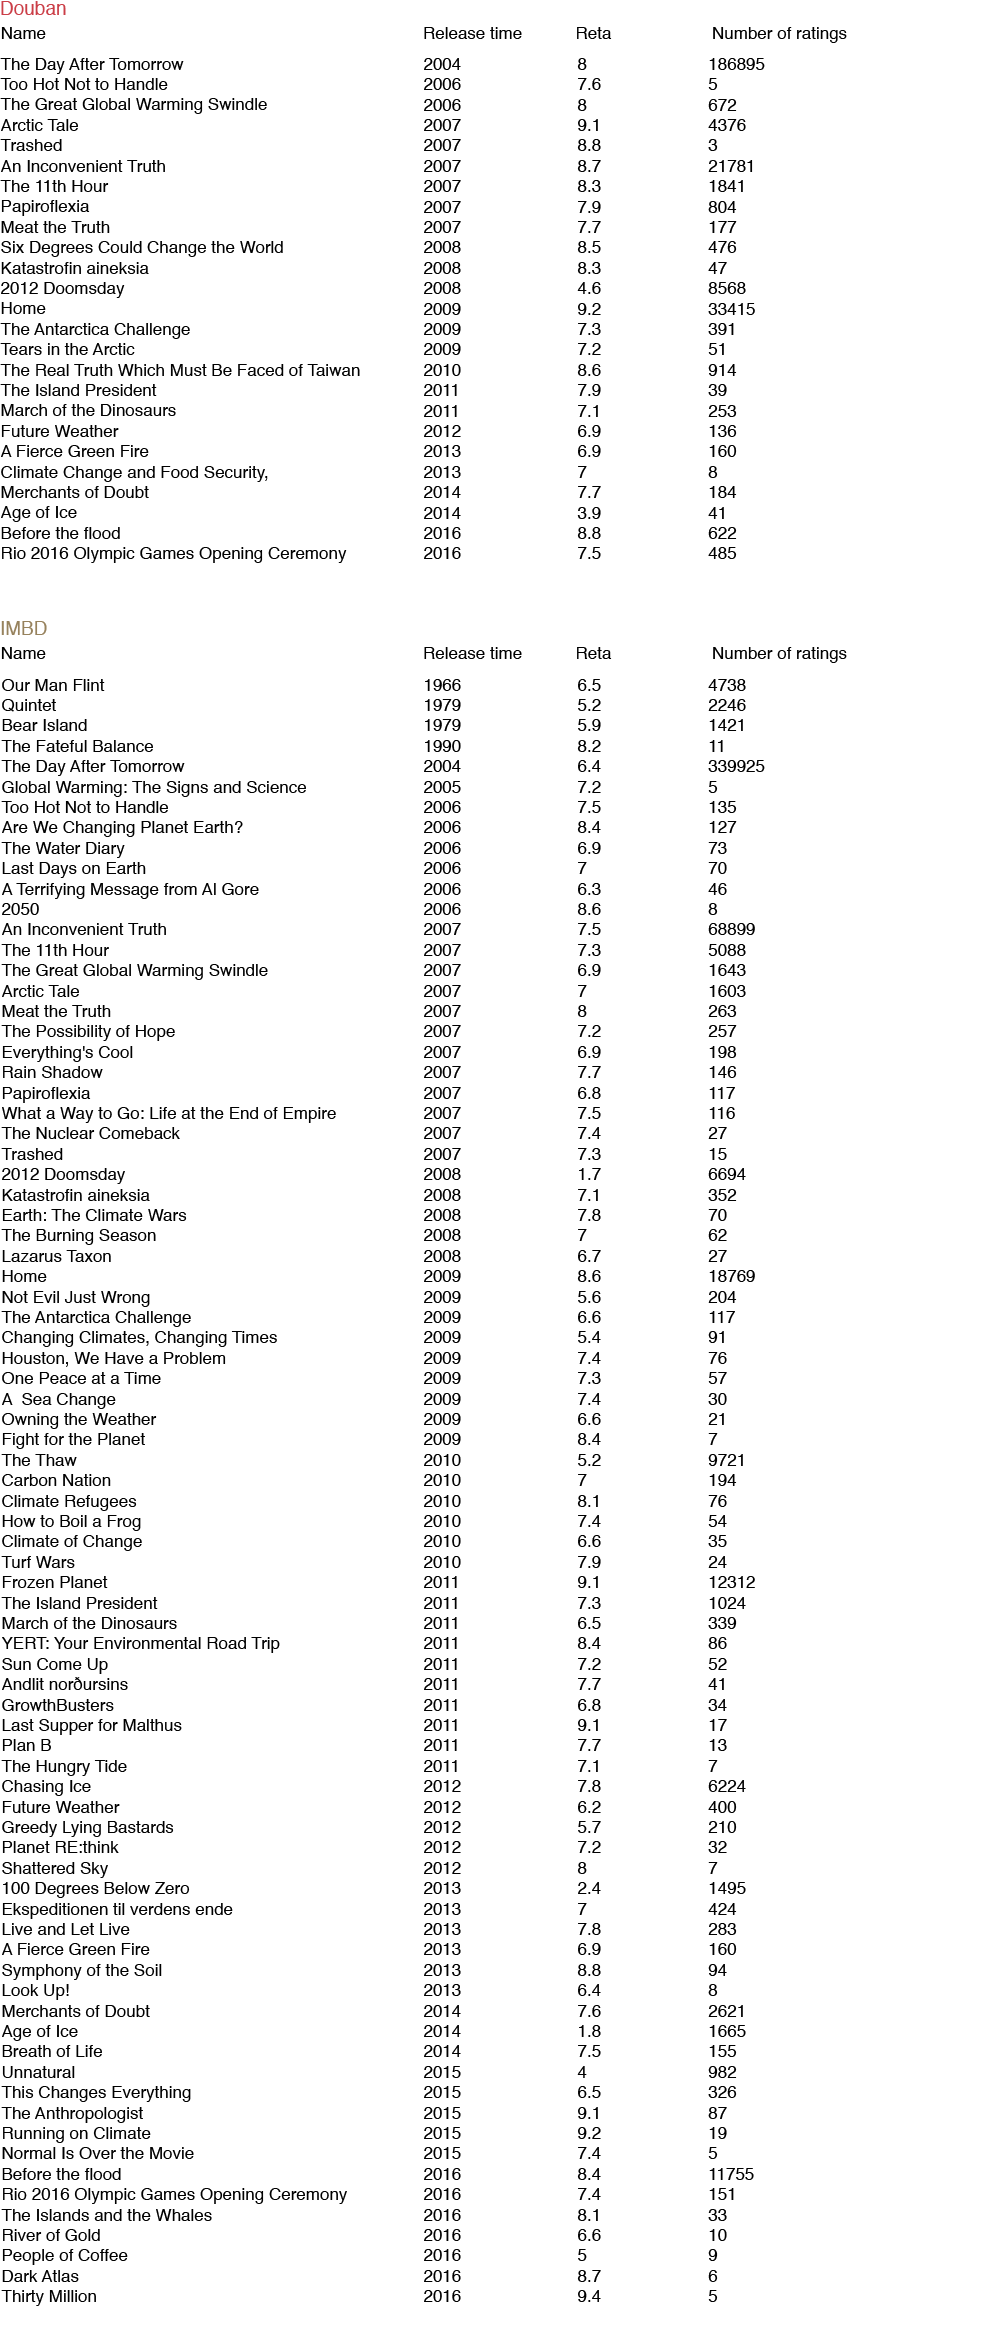 Douban
Name Release time Reta Number of ratings
The Day After Tomorrow 2004 8 186895
Too Hot Not to Handle 2006 7.6 5
The Great Global Warming Swindle 2006 8 672
Arctic Tale 2007 9.1 4376
Trashed 2007 8.8 3
An Inconvenient Truth 2007 8.7 21781
The 11th Hour 2007 8.3 1841
Papiroflexia 2007 7.9 804
Meat the Truth 2007 7.7 177
Six Degrees Could Change the World 2008 8.5 476
Katastrofin aineksia 2008 8.3 47
2012 Doomsday 2008 4.6 8568
Home 2009 9.2 33415
The Antarctica Challenge 2009 7.3 391
Tears in the Arctic 2009 7.2 51
The Real Truth Which Must Be Faced of Taiwan 2010 8.6 914
The Island President 2011 7.9 39
March of the Dinosaurs 2011 7.1 253
Future Weather 2012 6.9 136
A Fierce Green Fire 2013 6.9 160
Climate Change and Food Security, 2013 7 8
Merchants of Doubt 2014 7.7 184
Age of Ice 2014 3.9 41
Before the flood 2016 8.8 622
Rio 2016 Olympic Games Opening Ceremony 2016 7.5 485
IMBD
Name Release time Reta Number of ratings
Our Man Flint 1966 6.5 4738
Quintet 1979 5.2 2246
Bear Island 1979 5.9 1421
The Fateful Balance 1990 8.2 11
The Day After Tomorrow 2004 6.4 339925
Global Warming: The Signs and Science 2005 7.2 5
Too Hot Not to Handle 2006 7.5 135
Are We Changing Planet Earth? 2006 8.4 127
The Water Diary 2006 6.9 73
Last Days on Earth 2006 7 70
A Terrifying Message from Al Gore 2006 6.3 46
2050 2006 8.6 8
An Inconvenient Truth 2007 7.5 68899
The 11th Hour 2007 7.3 5088
The Great Global Warming Swindle 2007 6.9 1643
Arctic Tale 2007 7 1603
Meat the Truth 2007 8 263
The Possibility of Hope 2007 7.2 257
Everything's Cool 2007 6.9 198
Rain Shadow 2007 7.7 146
Papiroflexia 2007 6.8 117
What a Way to Go: Life at the End of Empire 2007 7.5 116
The Nuclear Comeback 2007 7.4 27
Trashed 2007 7.3 15
2012 Doomsday 2008 1.7 6694
Katastrofin aineksia 2008 7.1 352
Earth: The Climate Wars 2008 7.8 70
The Burning Season 2008 7 62
Lazarus Taxon 2008 6.7 27
Home 2009 8.6 18769
Not Evil Just Wrong 2009 5.6 204
The Antarctica Challenge 2009 6.6 117
Changing Climates, Changing Times 2009 5.4 91
Houston, We Have a Problem 2009 7.4 76
One Peace at a Time 2009 7.3 57
A  Sea Change 2009 7.4 30
Owning the Weather 2009 6.6 21
Fight for the Planet 2009 8.4 7
The Thaw 2010 5.2 9721
Carbon Nation 2010 7 194
Climate Refugees 2010 8.1 76
How to Boil a Frog 2010 7.4 54
Climate of Change 2010 6.6 35
Turf Wars 2010 7.9 24
Frozen Planet 2011 9.1 12312
The Island President 2011 7.3 1024
March of the Dinosaurs 2011 6.5 339
YERT: Your Environmental Road Trip 2011 8.4 86
Sun Come Up 2011 7.2 52
Andlit norðursins 2011 7.7 41
GrowthBusters 2011 6.8 34
Last Supper for Malthus 2011 9.1 17
Plan B 2011 7.7 13
The Hungry Tide 2011 7.1 7
Chasing Ice 2012 7.8 6224
Future Weather 2012 6.2 400
Greedy Lying Bastards 2012 5.7 210
Planet RE:think 2012 7.2 32
Shattered Sky 2012 8 7
100 Degrees Below Zero 2013 2.4 1495
Ekspeditionen til verdens ende 2013 7 424
Live and Let Live 2013 7.8 283
A Fierce Green Fire 2013 6.9 160
Symphony of the Soil 2013 8.8 94
Look Up! 2013 6.4 8
Merchants of Doubt 2014 7.6 2621
Age of Ice 2014 1.8 1665
Breath of Life 2014 7.5 155
Unnatural 2015 4 982
This Changes Everything 2015 6.5 326
The Anthropologist 2015 9.1 87
Running on Climate 2015 9.2 19
Normal Is Over the Movie 2015 7.4 5
Before the flood 2016 8.4 11755
Rio 2016 Olympic Games Opening Ceremony 2016 7.4 151
The Islands and the Whales 2016 8.1 33
River of Gold 2016 6.6 10
People of Coffee 2016 5 9
Dark Atlas 2016 8.7 6
Thirty Million 2016 9.4 5